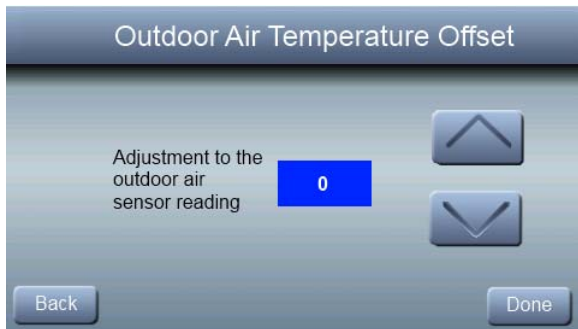 Outdoor Air Temperature Offset
Adjustment to the
outdoor air
sensor reading
0
Back
Done